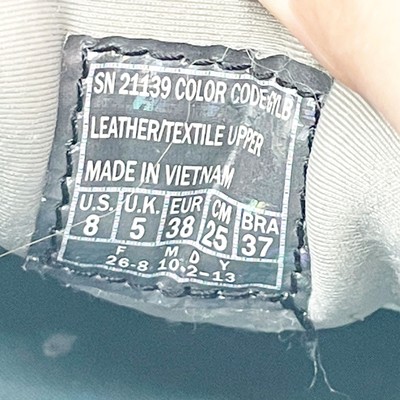 SN 21139 COLOR CODE BYLB
LEATHER/TEXTILE UPPER
MADE IN VIETNAM
U.S. U.K. EUR CM BRA
8 5 38 25 37
F M D Y
26-8 10-2-13